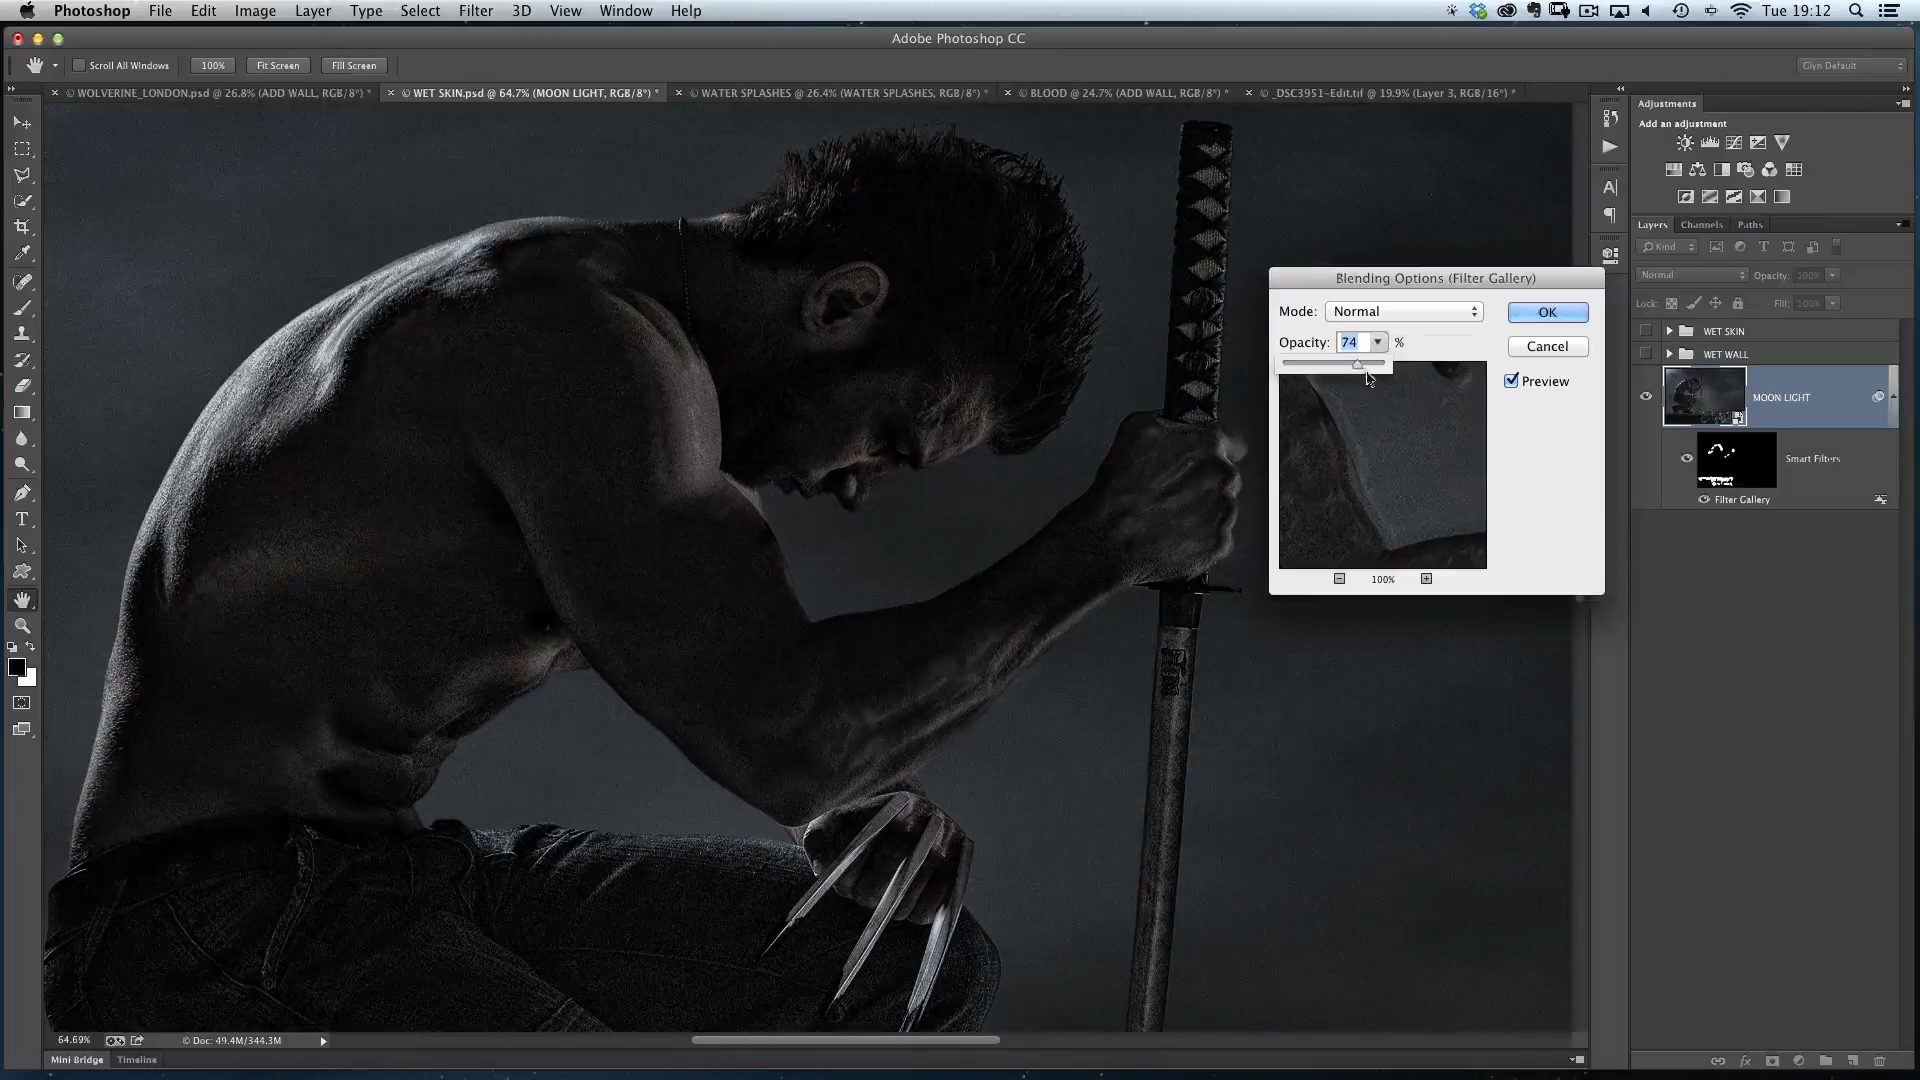 Photoshop File Edit Image Layer Type Select Filter 3D View Window Help Tue 19:12
Adobe Photoshop CC
Scroll All Windows 100% Fit Screen Fill Screen Glyn Default
© WOLVERINE_LONDON.psd @ 26.8% (ADD WALL, RGB/8*) * © WET SKIN.psd @ 64.7% (MOON LIGHT, RGB/8*) * © WATER SPLASHES @ 26.4% (WATER SPLASHES, RGB/8*) * © BLOOD @ 24.7% (ADD WALL, RGB/8*) * © _DSC3951-Edit.tif @ 19.9% (Layer 3, RGB/16*) *
Adjustments
Add an adjustment
Layers Channels Paths
Kind
Normal Opacity: 100%
Lock: Fill: 100%
WET SKIN
WET WALL
MOON LIGHT
Smart Filters
Filter Gallery
Blending Options (Filter Gallery)
Mode: Normal OK
Opacity: 74 % Cancel
Preview
100%
64.69% © Doc: 49.4M/344.3M
Mini Bridge Timeline